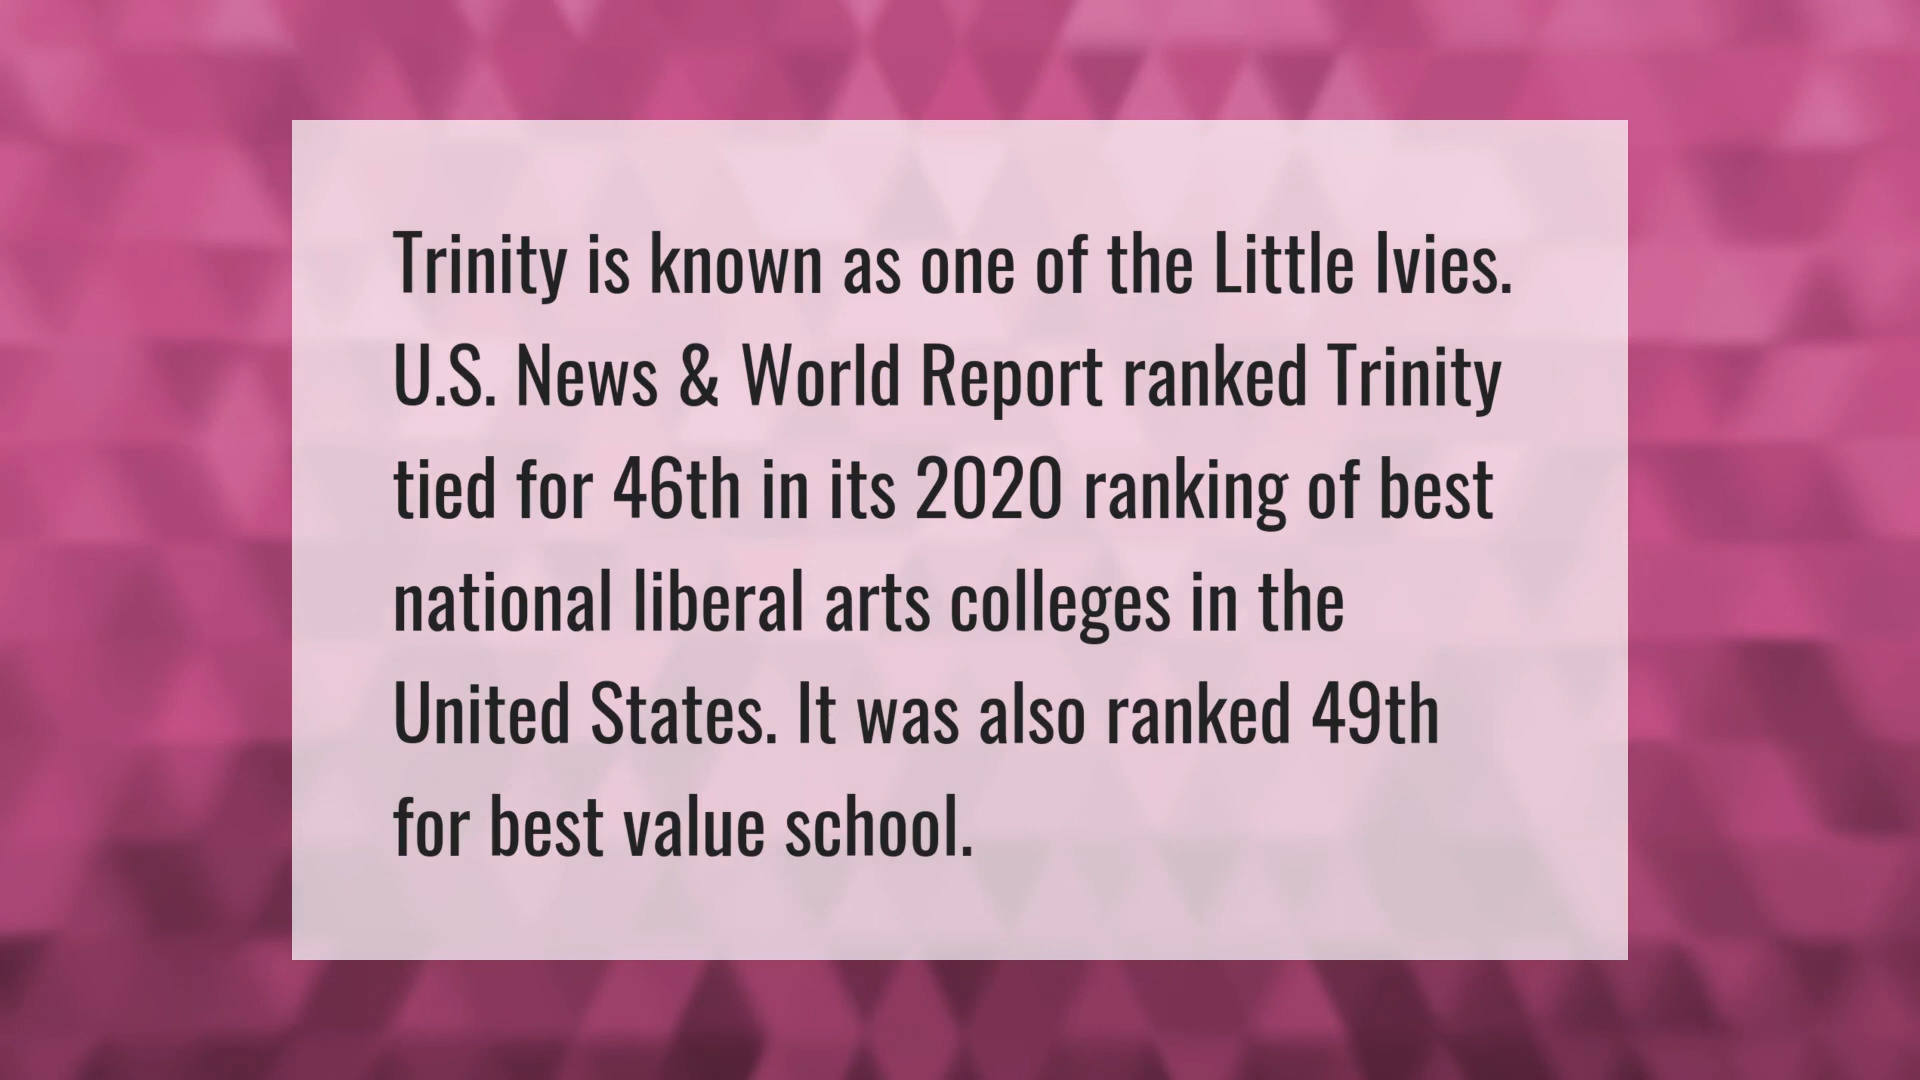 Trinity is known as one of the Little Ivies.
U.S. News & World Report ranked Trinity
tied for 46th in its 2020 ranking of best
national liberal arts colleges in the
United States. It was also ranked 49th
for best value school.